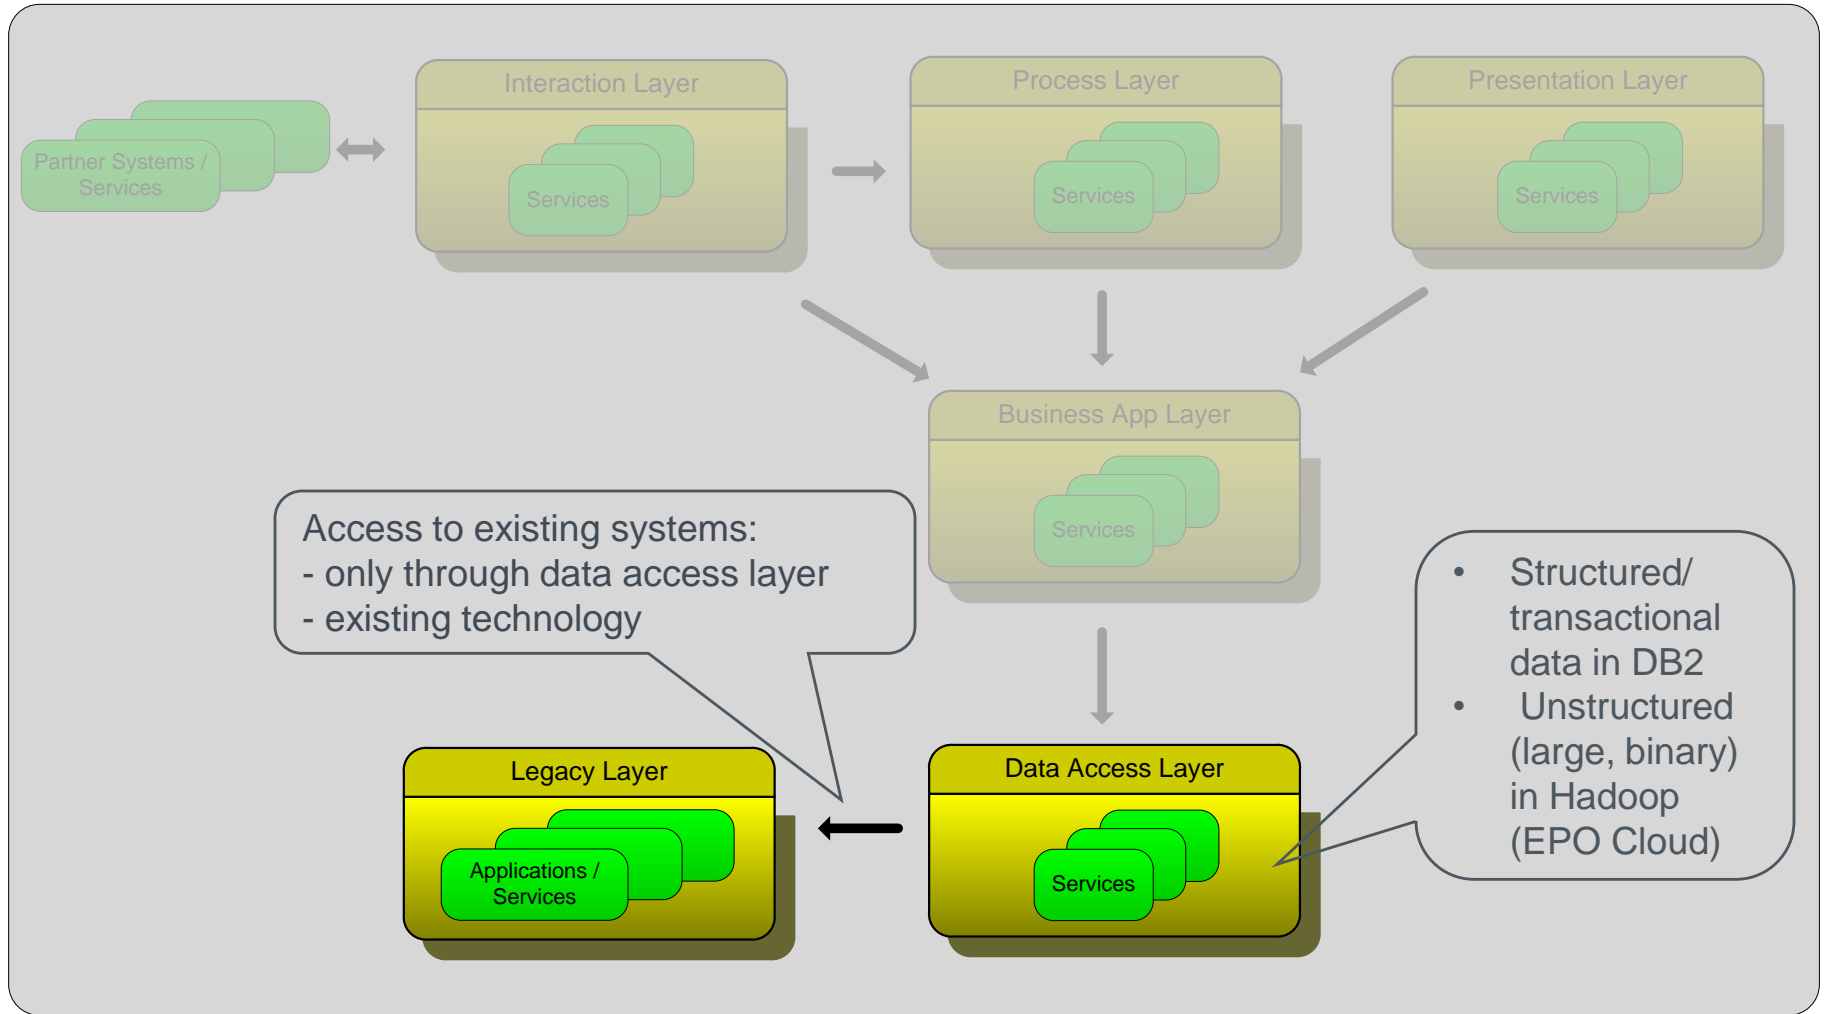 Interaction Layer
Process Layer
Presentation Layer
Partner Systems /
Services
Services
Services
Services
Business App Layer
Services
Access to existing systems:
- only through data access layer
- existing technology
• Structured/
transactional
data in DB2
• Unstructured
(large, binary)
in Hadoop
(EPO Cloud)
Legacy Layer
Applications /
Services
Data Access Layer
Services